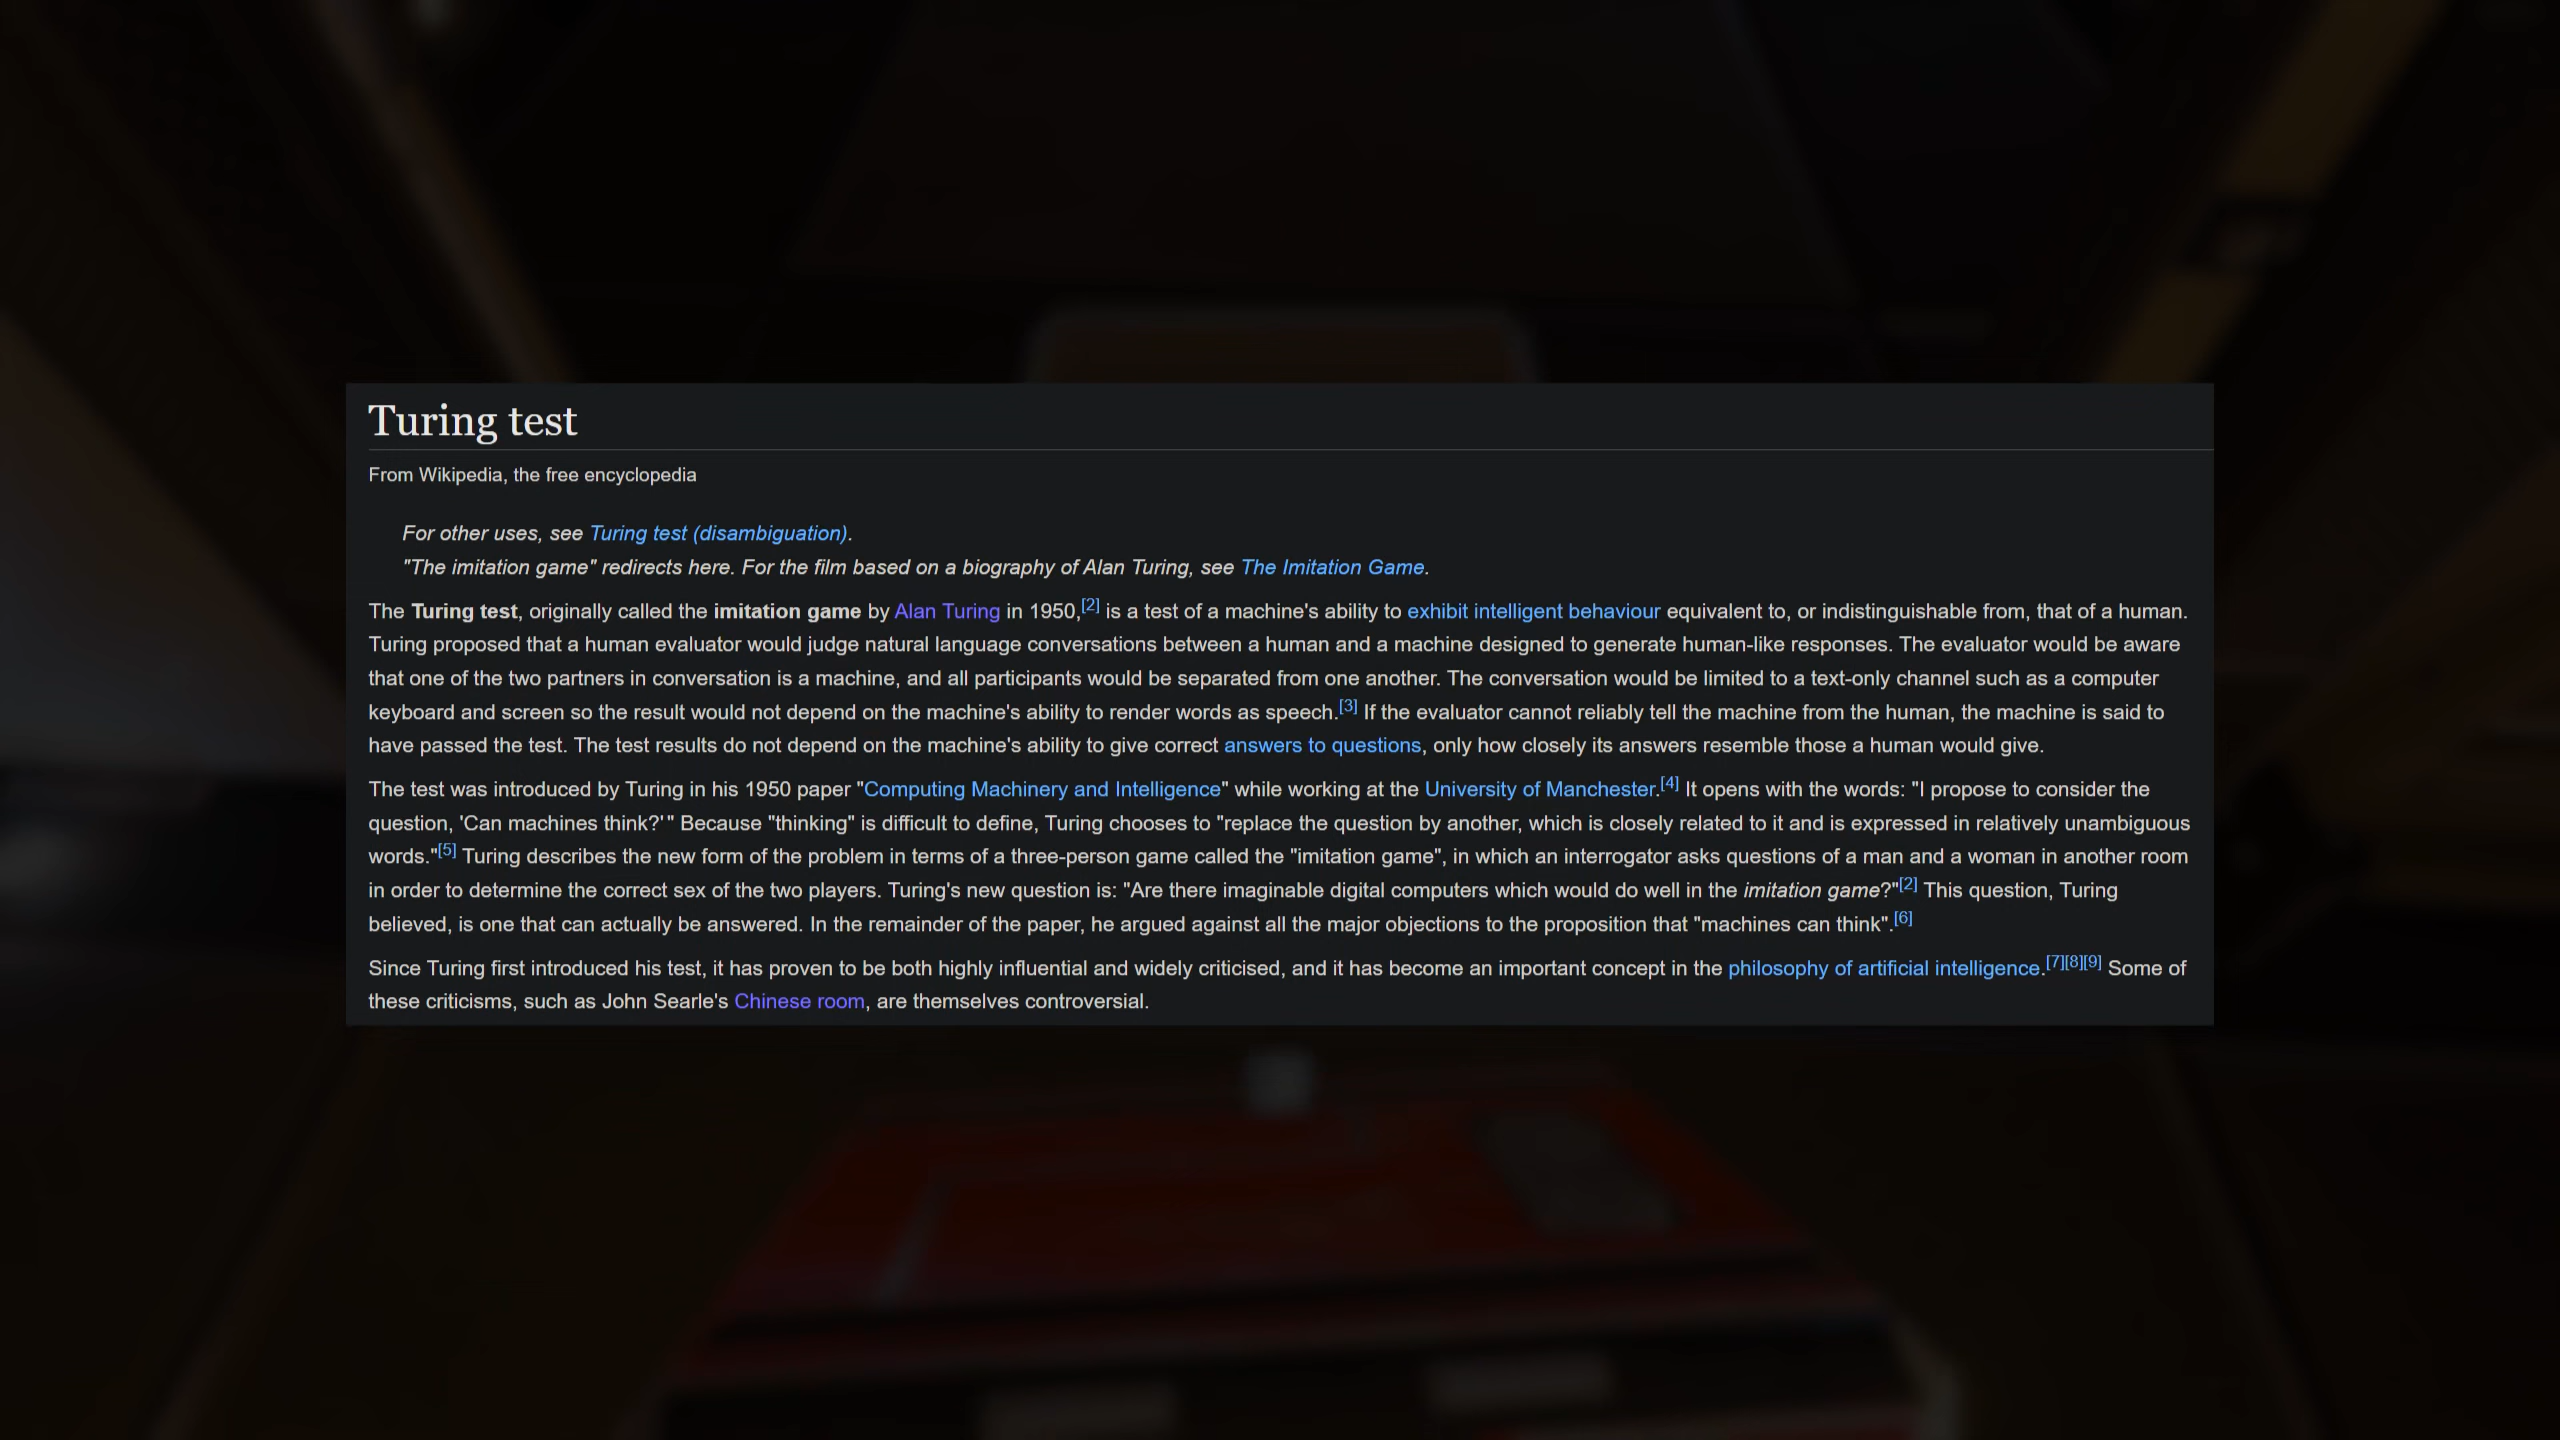 Turing test
From Wikipedia, the free encyclopedia
For other uses, see Turing test (disambiguation).
"The imitation game" redirects here. For the film based on a biography of Alan Turing, see The Imitation Game.
The Turing test, originally called the imitation game by Alan Turing in 1950,[2] is a test of a machine's ability to exhibit intelligent behaviour equivalent to, or indistinguishable from, that of a human.
Turing proposed that a human evaluator would judge natural language conversations between a human and a machine designed to generate human-like responses. The evaluator would be aware
that one of the two partners in conversation is a machine, and all participants would be separated from one another. The conversation would be limited to a text-only channel such as a computer
keyboard and screen so the result would not depend on the machine's ability to render words as speech.[3] If the evaluator cannot reliably tell the machine from the human, the machine is said to
have passed the test. The test results do not depend on the machine's ability to give correct answers to questions, only how closely its answers resemble those a human would give.
The test was introduced by Turing in his 1950 paper "Computing Machinery and Intelligence" while working at the University of Manchester.[4] It opens with the words: "I propose to consider the
question, 'Can machines think?'" Because "thinking" is difficult to define, Turing chooses to "replace the question by another, which is closely related to it and is expressed in relatively unambiguous
words."[5] Turing describes the new form of the problem in terms of a three-person game called the "imitation game", in which an interrogator asks questions of a man and a woman in another room
in order to determine the correct sex of the two players. Turing's new question is: "Are there imaginable digital computers which would do well in the imitation game?"[2] This question, Turing
believed, is one that can actually be answered. In the remainder of the paper, he argued against all the major objections to the proposition that "machines can think".[6]
Since Turing first introduced his test, it has proven to be both highly influential and widely criticised, and it has become an important concept in the philosophy of artificial intelligence.[7][8][9] Some of
these criticisms, such as John Searle's Chinese room, are themselves controversial.